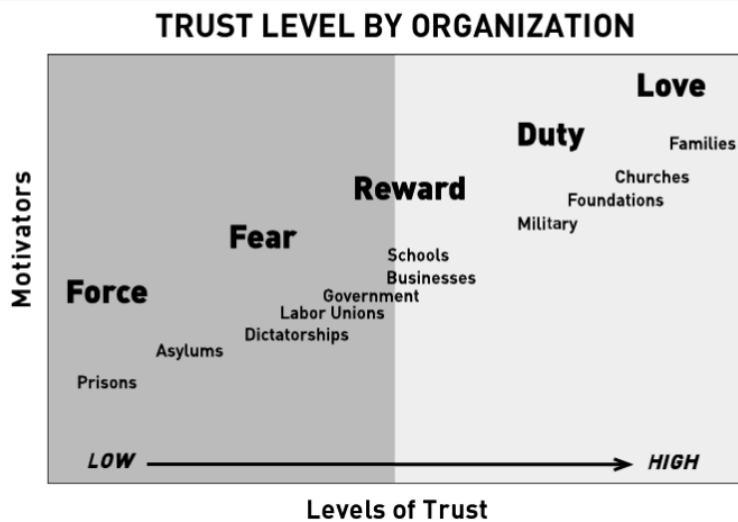 TRUST LEVEL BY ORGANIZATION
Love
Duty
Families
Churches
Reward
Foundations
Military
Fear
Schools
Businesses
Force
Government
Labor Unions
Dictatorships
Asylums
Prisons
LOW
HIGH
Motivators
Levels of Trust